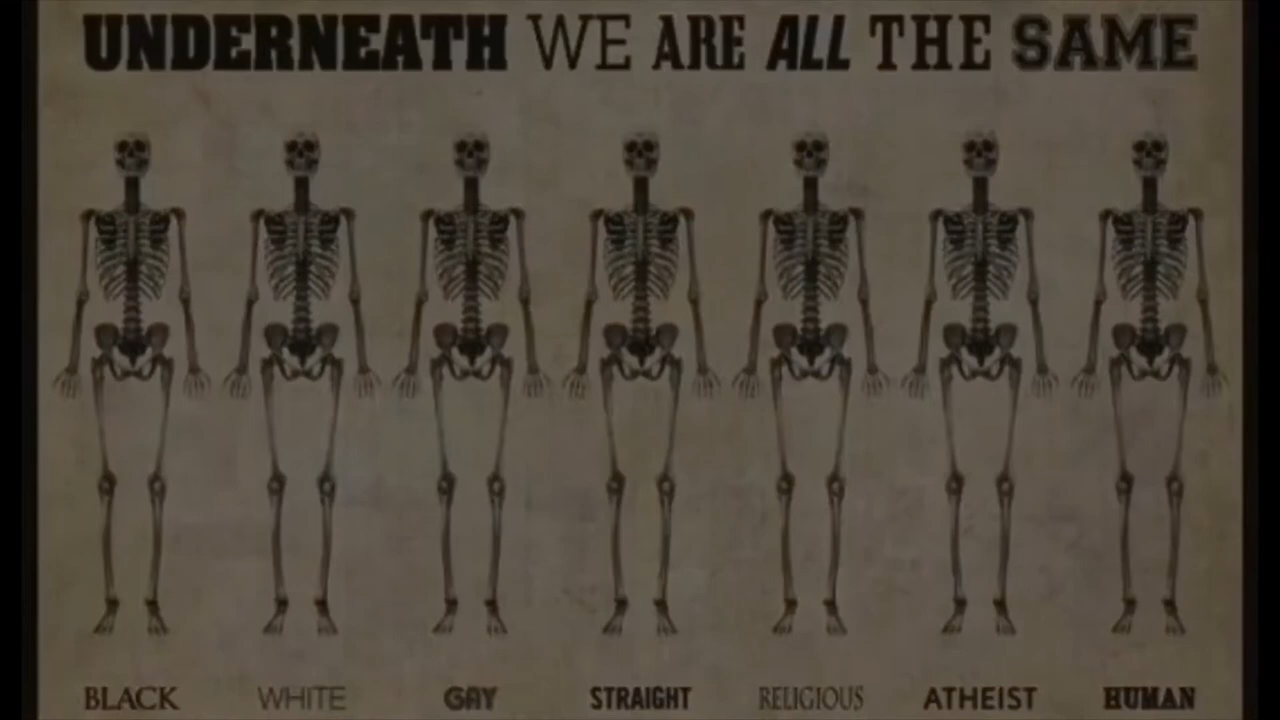 UNDERNEATH WE ARE ALL THE SAME
BLACK WHITE GAY STRAIGHT RELIGIOUS ATHEIST HUMAN